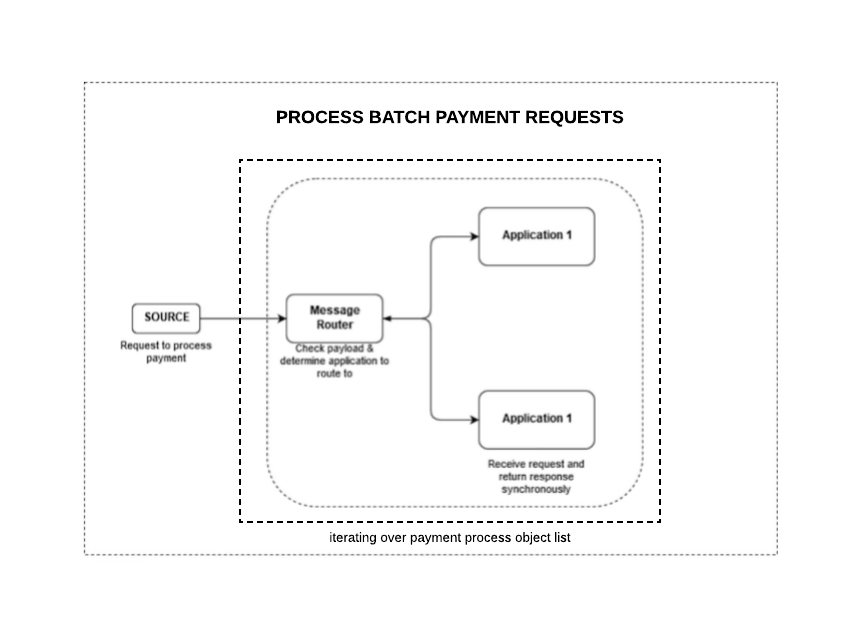 PROCESS BATCH PAYMENT REQUESTS
Application 1
SOURCE
Request to process
payment
Message
Router
Check payload &
determine application to
route to
Application 1
Receive request and
return response
synchronously
iterating over payment process object list